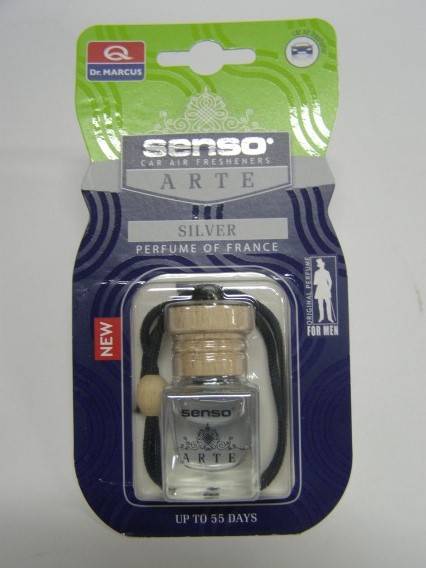 Dr. MARCUS
senso
CAR AIR FRESHENERS
ARTE
SILVER
PERFUME OF FRANCE
ORIGINAL PERFUME
FOR MEN
NEW
senso
ARTE
UP TO 55 DAYS